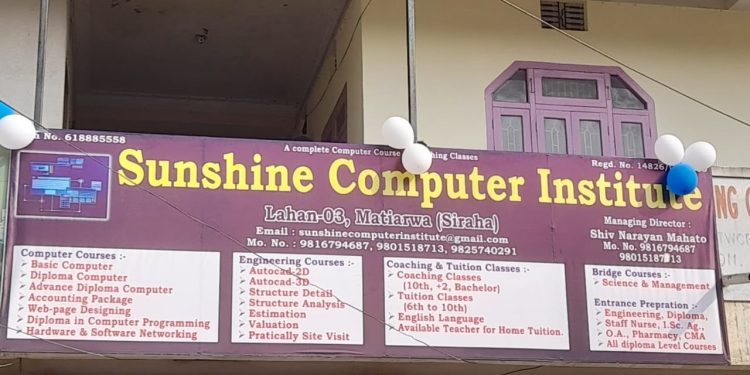 No. 618885558
A complete Computer Course Classes
Regd. No. 14826/
Sunshine Computer Institute
Lahan-03, Matiarwa (Siraha)
Email : sunshinecomputerinstitute@gmail.com
Mo. No. : 9816794687, 9801518713, 9825740291
Managing Director :
Shiv Narayan Mahato
Mo. No. 9816794687
9801518713
Computer Courses :-
Basic Computer
Diploma Computer
Advance Diploma Computer
Accounting Package
Web-page Designing
Diploma in Computer Programming
Hardware & Software Networking
Engineering Courses :-
Autocad-2D
Autocad-3D
Structure Detail
Structure Analysis
Estimation
Valuation
Pratically Site Visit
Coaching & Tuition Classes :-
Coaching Classes
(10th, +2, Bachelor)
Tuition Classes
(6th to 10th)
English Language
Available Teacher for Home Tuition.
Bridge Courses :-
Science & Management
Entrance Prepration :-
Engineering, Diploma,
Staff Nurse, I.Sc. Ag.,
O.A., Pharmacy, CMA
All diploma Level Courses